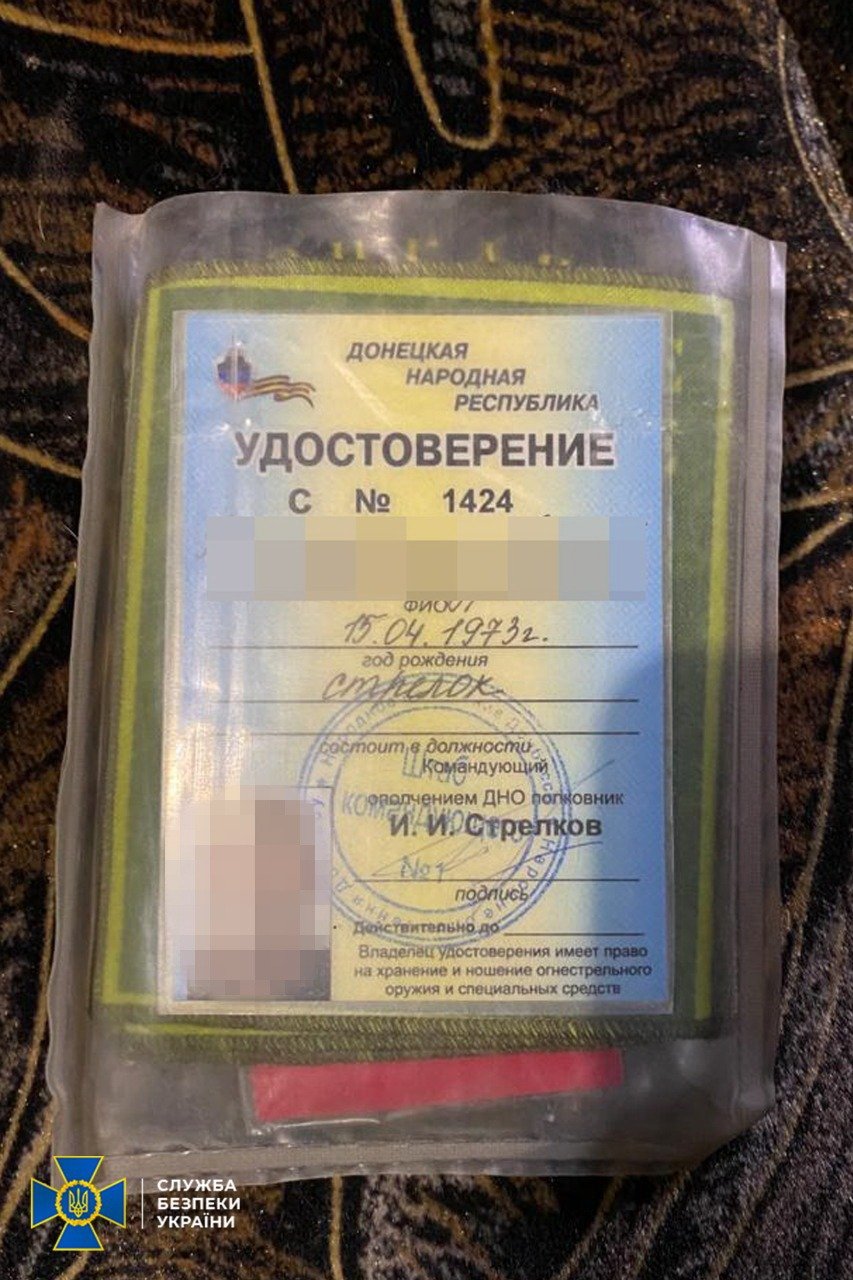 ДОНЕЦКАЯ
НАРОДНАЯ
РЕСПУБЛИКА
УДОСТОВЕРЕНИЕ
С № 1424
ФИО
15.04.1973г.
год рождения
стрелок
состоит в должности
Командующий
ополчением ДНО полковник
И. И. Стрелков
№1
подпись
Действительно до
Владелец удостоверения имеет право
на хранение и ношение огнестрельного
оружия и специальных средств
СЛУЖБА
БЕЗПЕКИ
УКРАЇНИ